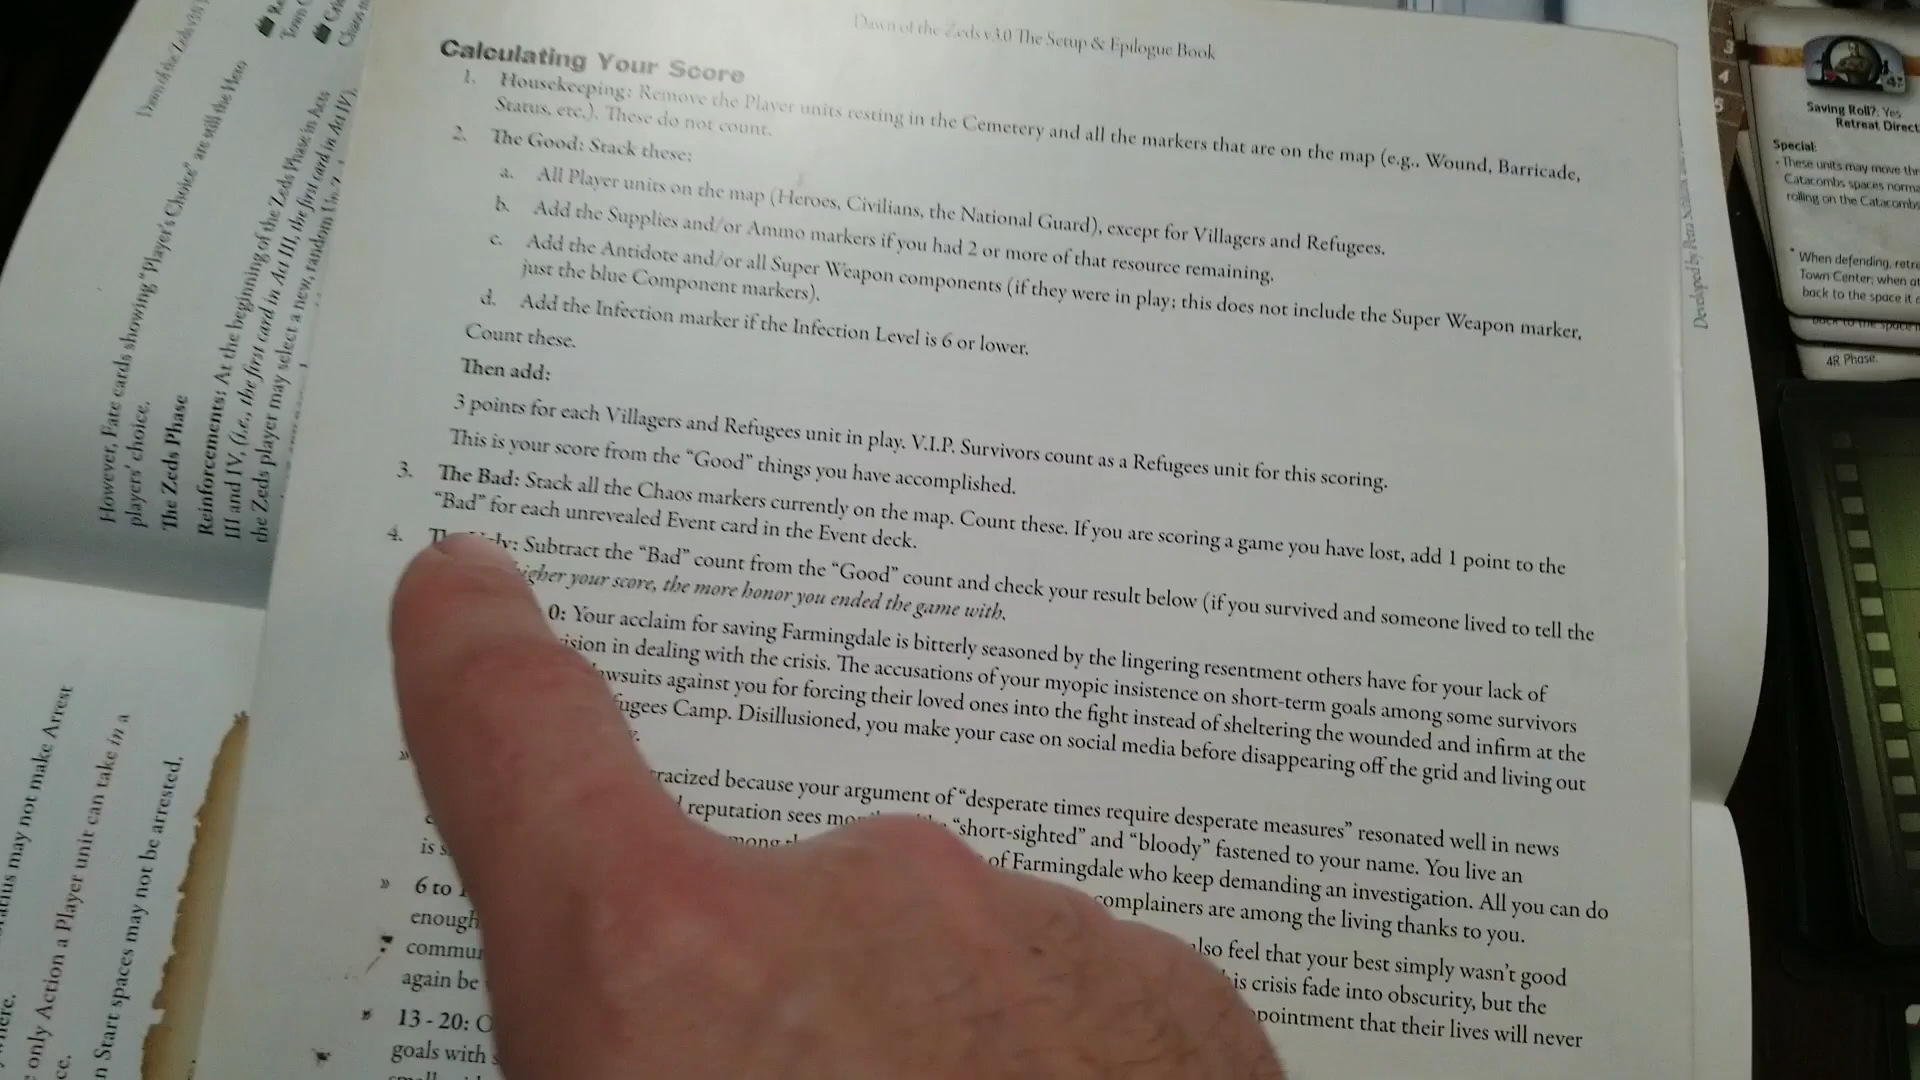 Dawn of the Zeds v3.0 The Setup & Epilogue Book
Calculating Your Score
1. Housekeeping: Remove the Player units resting in the Cemetery and all the markers that are on the map (e.g., Wound, Barricade,
Status, etc.). These do not count.
2. The Good: Stack these:
a. All Player units on the map (Heroes, Civilians, the National Guard), except for Villagers and Refugees.
b. Add the Supplies and/or Ammo markers if you had 2 or more of that resource remaining.
c. Add the Antidote and/or all Super Weapon components (if they were in play; this does not include the Super Weapon marker,
just the blue Component markers).
d. Add the Infection marker if the Infection Level is 6 or lower.
Count these.
Then add:
3 points for each Villagers and Refugees unit in play. V.I.P. Survivors count as a Refugees unit for this scoring.
This is your score from the “Good” things you have accomplished.
3. The Bad: Stack all the Chaos markers currently on the map. Count these. If you are scoring a game you have lost, add 1 point to the
“Bad” for each unrevealed Event card in the Event deck.
4. Subtract the “Bad” count from the “Good” count and check your result below (if you survived and someone lived to tell the
your score, the more honor you ended the game with.
0: Your acclaim for saving Farmingdale is bitterly seasoned by the lingering resentment others have for your lack of
in dealing with the crisis. The accusations of your myopic insistence on short-term goals among some survivors
against you for forcing their loved ones into the fight instead of sheltering the wounded and infirm at the
Camp. Disillusioned, you make your case on social media before disappearing off the grid and living out
»
because your argument of “desperate times require desperate measures” resonated well in news
reputation sees “short-sighted” and “bloody” fastened to your name. You live an
is of Farmingdale who keep demanding an investigation. All you can do
complainers are among the living thanks to you.
» 6 to
enough feel that your best simply wasn't good
crisis fade into obscurity, but the
again be that their lives will never
13 - 20:
goals with
However, Fate cards showing “Player's Choice” are still the Hero
players' choice.
The Zeds Phase
Reinforcements: At the beginning of the Zeds Phase in Acts
III and IV, (i.e., the first card in Act III, the first card in Act IV),
the Zeds player may select a new, random
may not make Arrest
only Action a Player unit can take in a
n Start spaces may not be arrested.
Developed by
3
4
5
Saving Roll?: Yes
Retreat Direct
Special:
- These units may move
Catacombs spaces
rolling on the Catacombs
* When defending,
Town Center; when
back to the space it
back to the space
4R Phase.